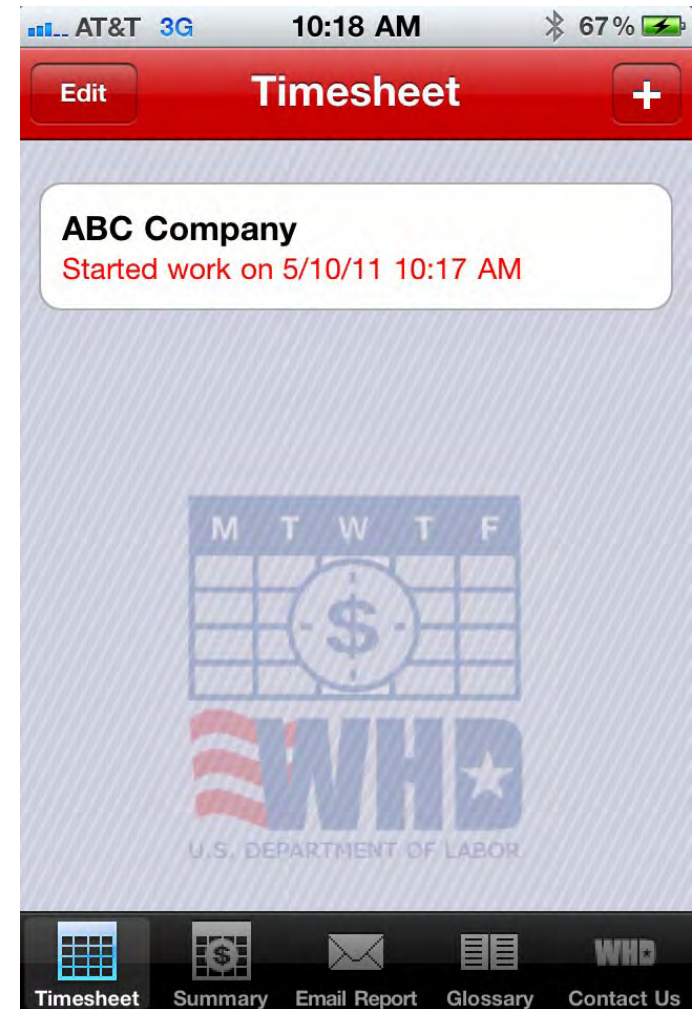 AT&T 3G 10:18 AM 67%
Edit Timesheet +
ABC Company
Started work on 5/10/11 10:17 AM
M T W T F
$
WHD
U.S. DEPARTMENT OF LABOR
$ WHD
Timesheet Summary Email Report Glossary Contact Us